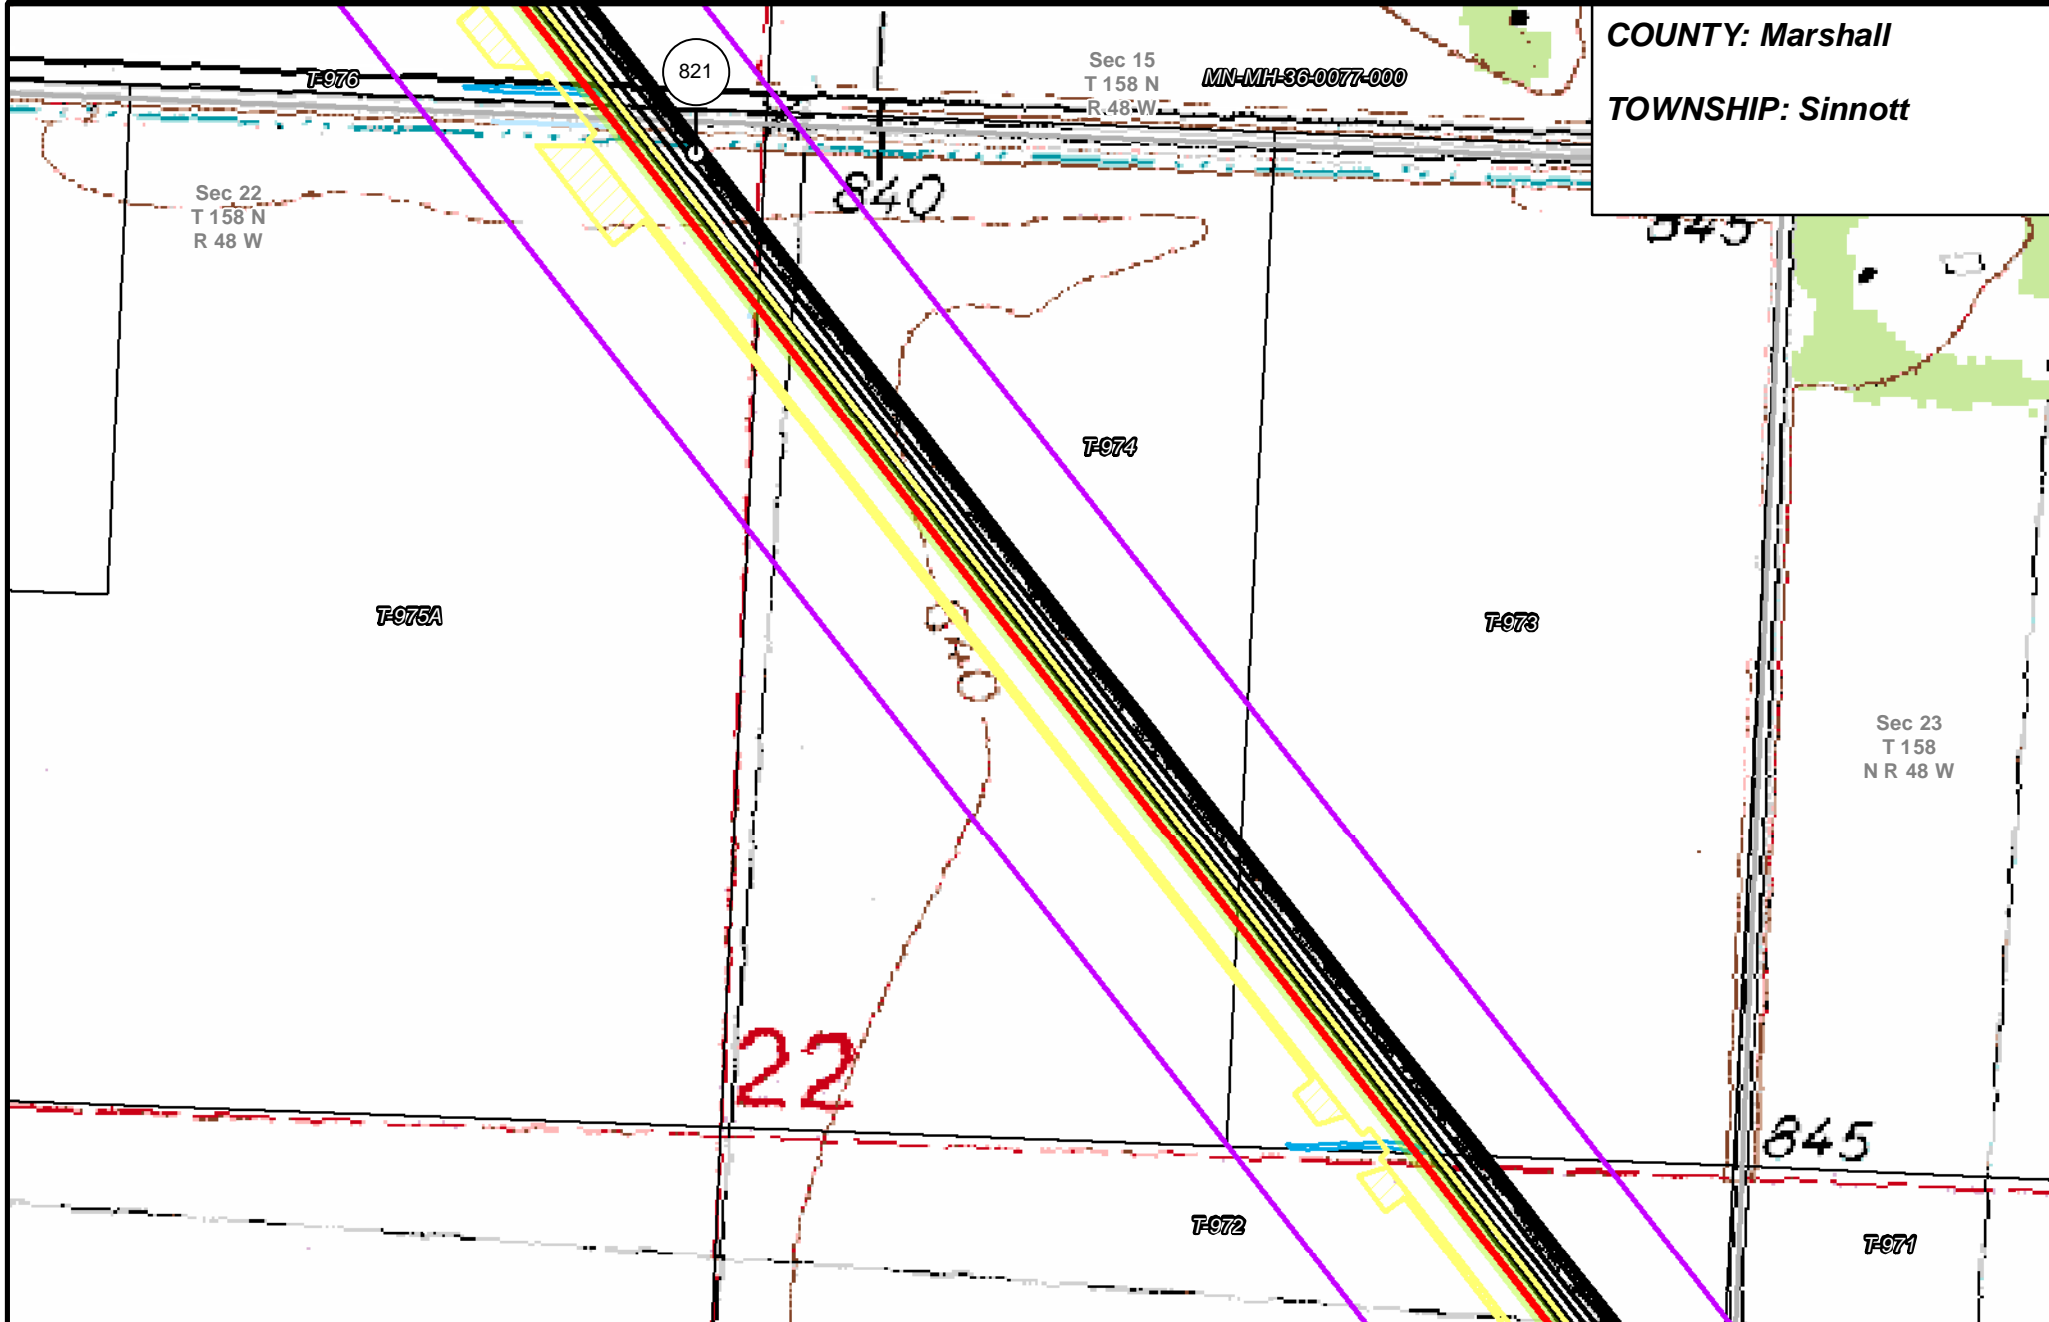 COUNTY: Marshall
TOWNSHIP: Sinnott
T-976
821
Sec 15
T 158 N
R 48 W
MN-MH-36-0077-000
Sec 22
T 158 N
R 48 W
840
845
T-974
T-975A
840
T-973
Sec 23
T 158
N R 48 W
22
845
T-972
T-971